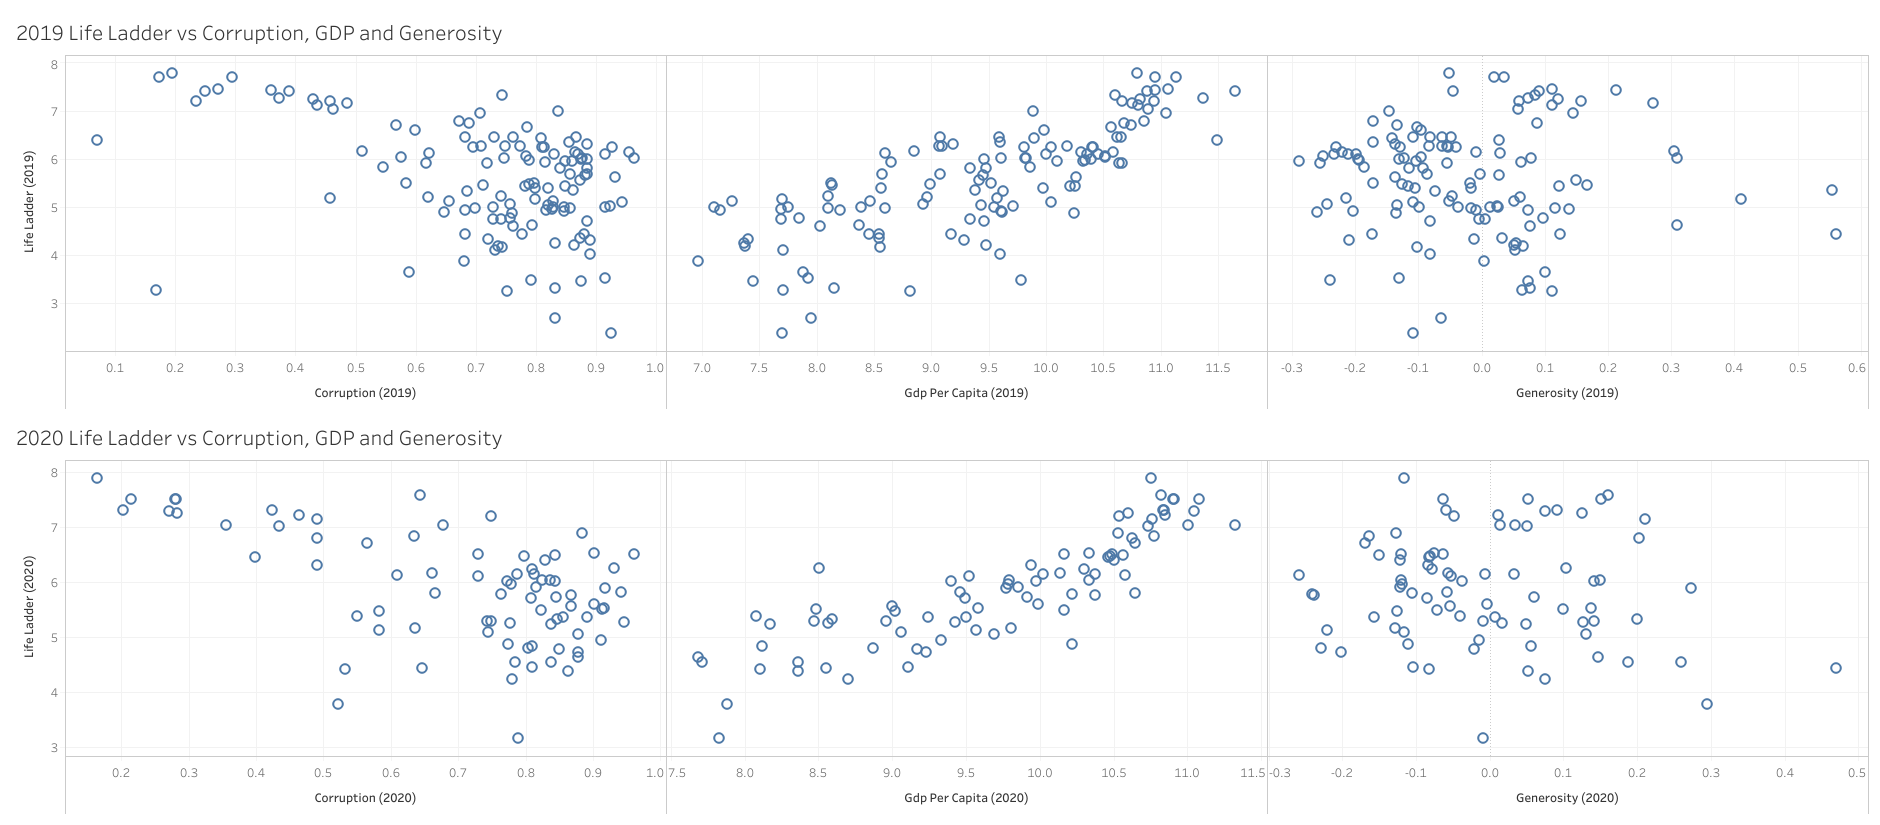 2019 Life Ladder vs Corruption, GDP and Generosity
8
7
6
5
4
3
Life Ladder (2019)
0.1 0.2 0.3 0.4 0.5 0.6 0.7 0.8 0.9 1.0 7.0 7.5 8.0 8.5 9.0 9.5 10.0 10.5 11.0 11.5 -0.3 -0.2 -0.1 0.0 0.1 0.2 0.3 0.4 0.5 0.6
Corruption (2019) Gdp Per Capita (2019) Generosity (2019)
2020 Life Ladder vs Corruption, GDP and Generosity
8
7
6
5
4
3
Life Ladder (2020)
0.2 0.3 0.4 0.5 0.6 0.7 0.8 0.9 1.0 7.5 8.0 8.5 9.0 9.5 10.0 10.5 11.0 11.5 -0.3 -0.2 -0.1 0.0 0.1 0.2 0.3 0.4 0.5
Corruption (2020) Gdp Per Capita (2020) Generosity (2020)